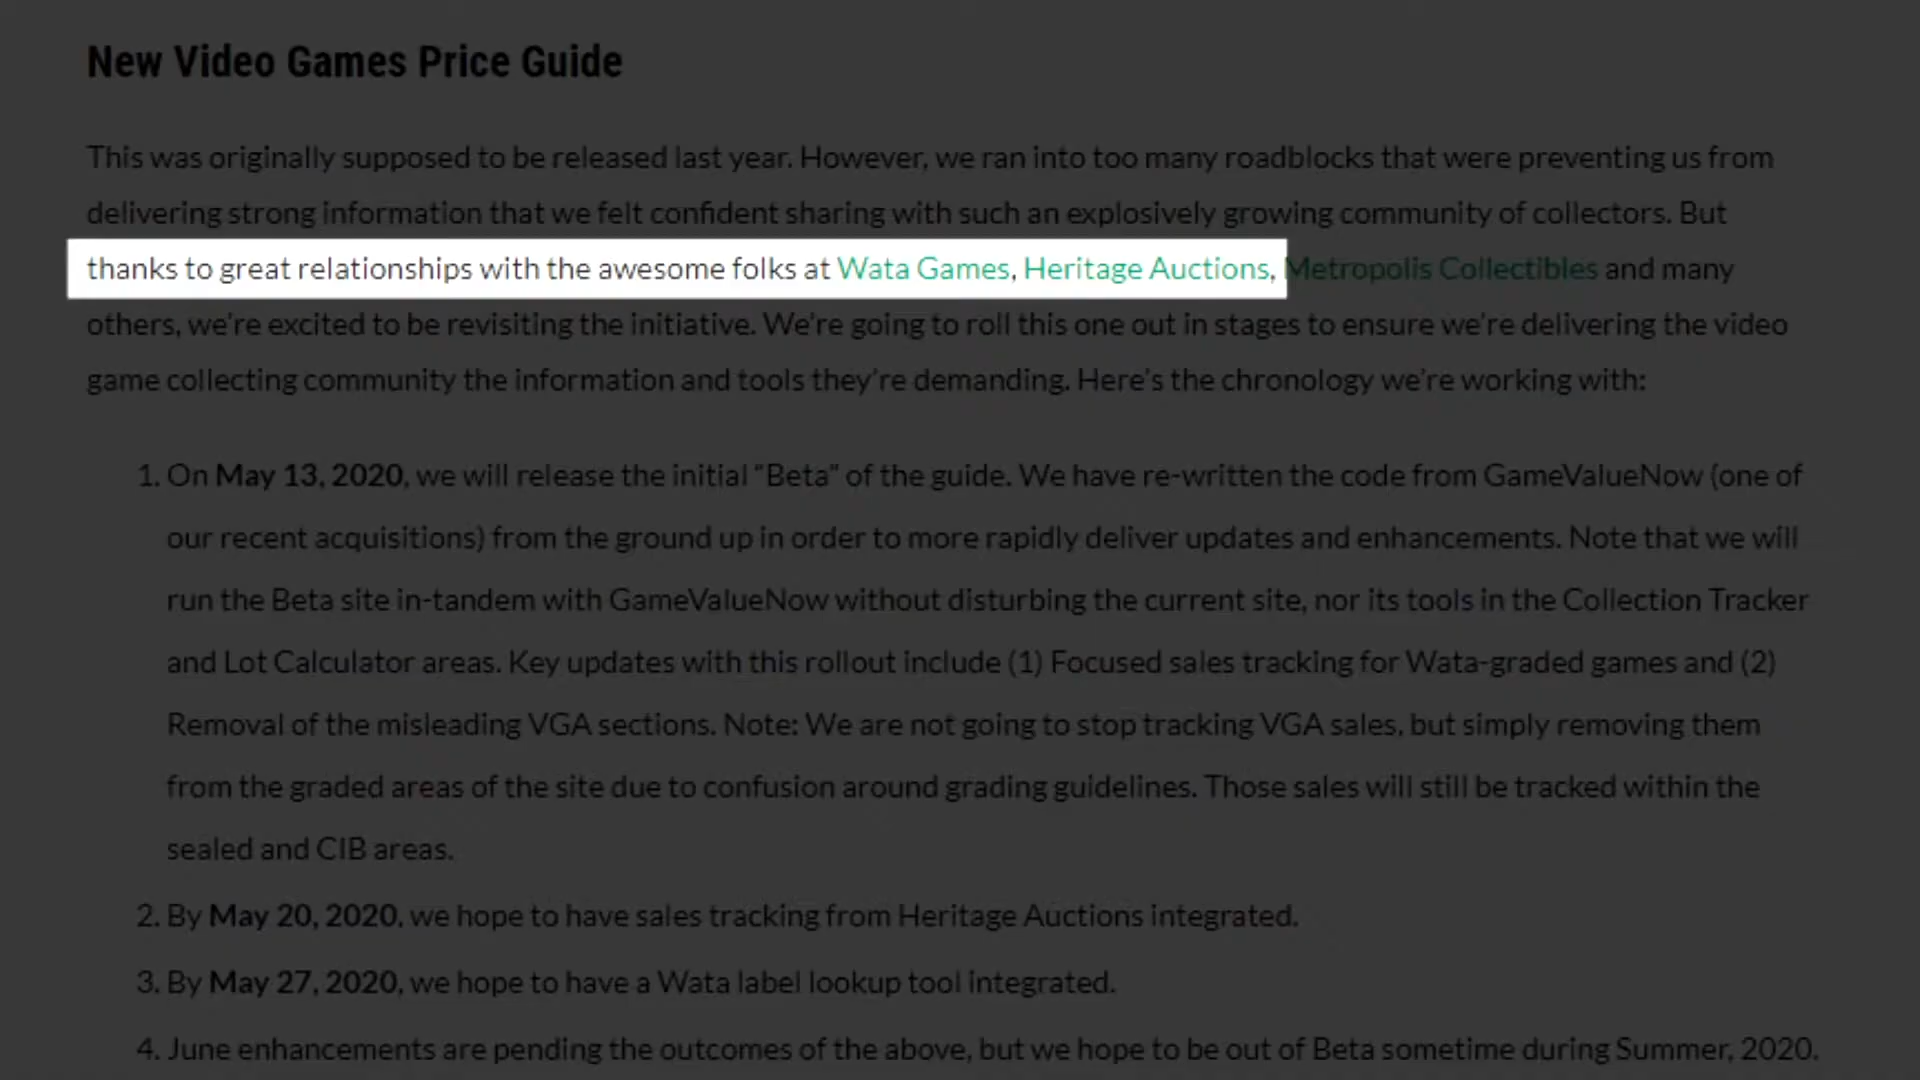 New Video Games Price Guide
This was originally supposed to be released last year. However, we ran into too many roadblocks that were preventing us from
delivering strong information that we felt confident sharing with such an explosively growing community of collectors. But
thanks to great relationships with the awesome folks at Wata Games, Heritage Auctions, Metropolis Collectibles and many
others, we're excited to be revisiting the initiative. We're going to roll this one out in stages to ensure we're delivering the video
game collecting community the information and tools they're demanding. Here's the chronology we're working with:
1. On May 13, 2020, we will release the initial "Beta" of the guide. We have re-written the code from GameValueNow (one of
our recent acquisitions) from the ground up in order to more rapidly deliver updates and enhancements. Note that we will
run the Beta site in-tandem with GameValueNow without disturbing the current site, nor its tools in the Collection Tracker
and Lot Calculator areas. Key updates with this rollout include (1) Focused sales tracking for Wata-graded games and (2)
Removal of the misleading VGA sections. Note: We are not going to stop tracking VGA sales, but simply removing them
from the graded areas of the site due to confusion around grading guidelines. Those sales will still be tracked within the
sealed and CIB areas.
2. By May 20, 2020, we hope to have sales tracking from Heritage Auctions integrated.
3. By May 27, 2020, we hope to have a Wata label lookup tool integrated.
4. June enhancements are pending the outcomes of the above, but we hope to be out of Beta sometime during Summer, 2020.